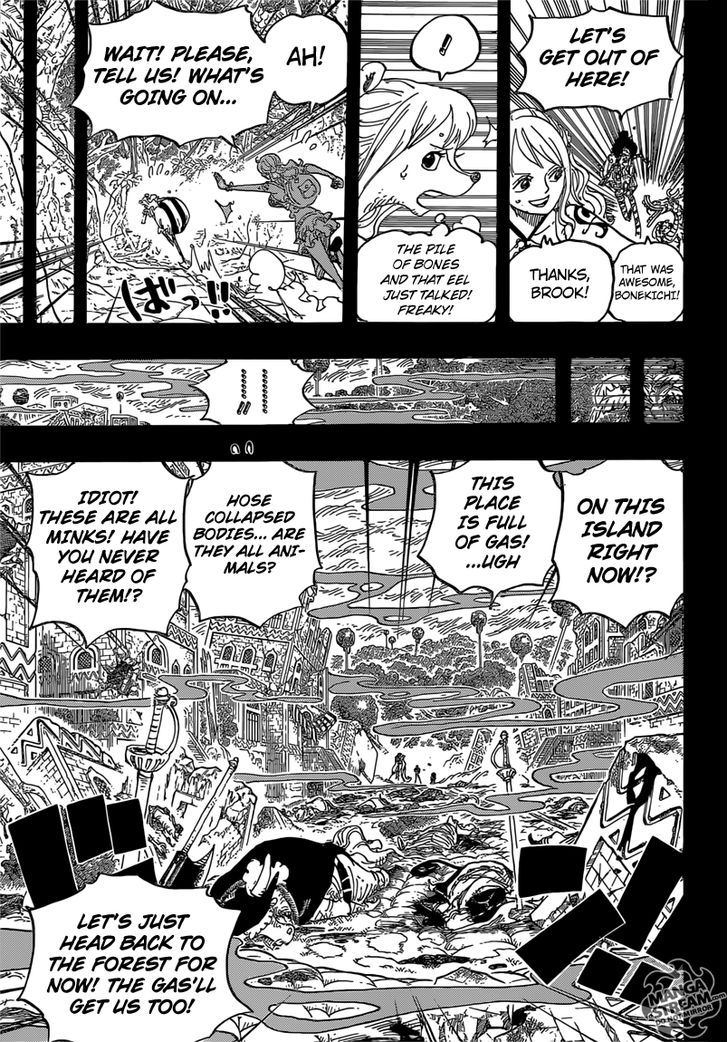 LET'S
GET OUT OF
HERE!
THANKS,
BROOK!
THAT WAS
AWESOME,
BONEKICHI!
!
THE PILE
OF BONES
AND THAT EEL
JUST TALKED!
FREAKY!
AH!
WAIT! PLEASE,
TELL US! WHAT'S
GOING ON...
ばっ!!
ON THIS
ISLAND
RIGHT
NOW!?
THIS
PLACE
IS FULL
OF GAS!
...UGH
HOSE
COLLAPSED
BODIES... ARE
THEY ALL ANI-
MALS?
IDIOT!
THESE ARE ALL
MINKS! HAVE
YOU NEVER
HEARD OF
THEM!?
LET'S JUST
HEAD BACK TO
THE FOREST FOR
NOW! THE GAS'LL
GET US TOO!
MANGA
STREAM.com
DO NOT MIRROR